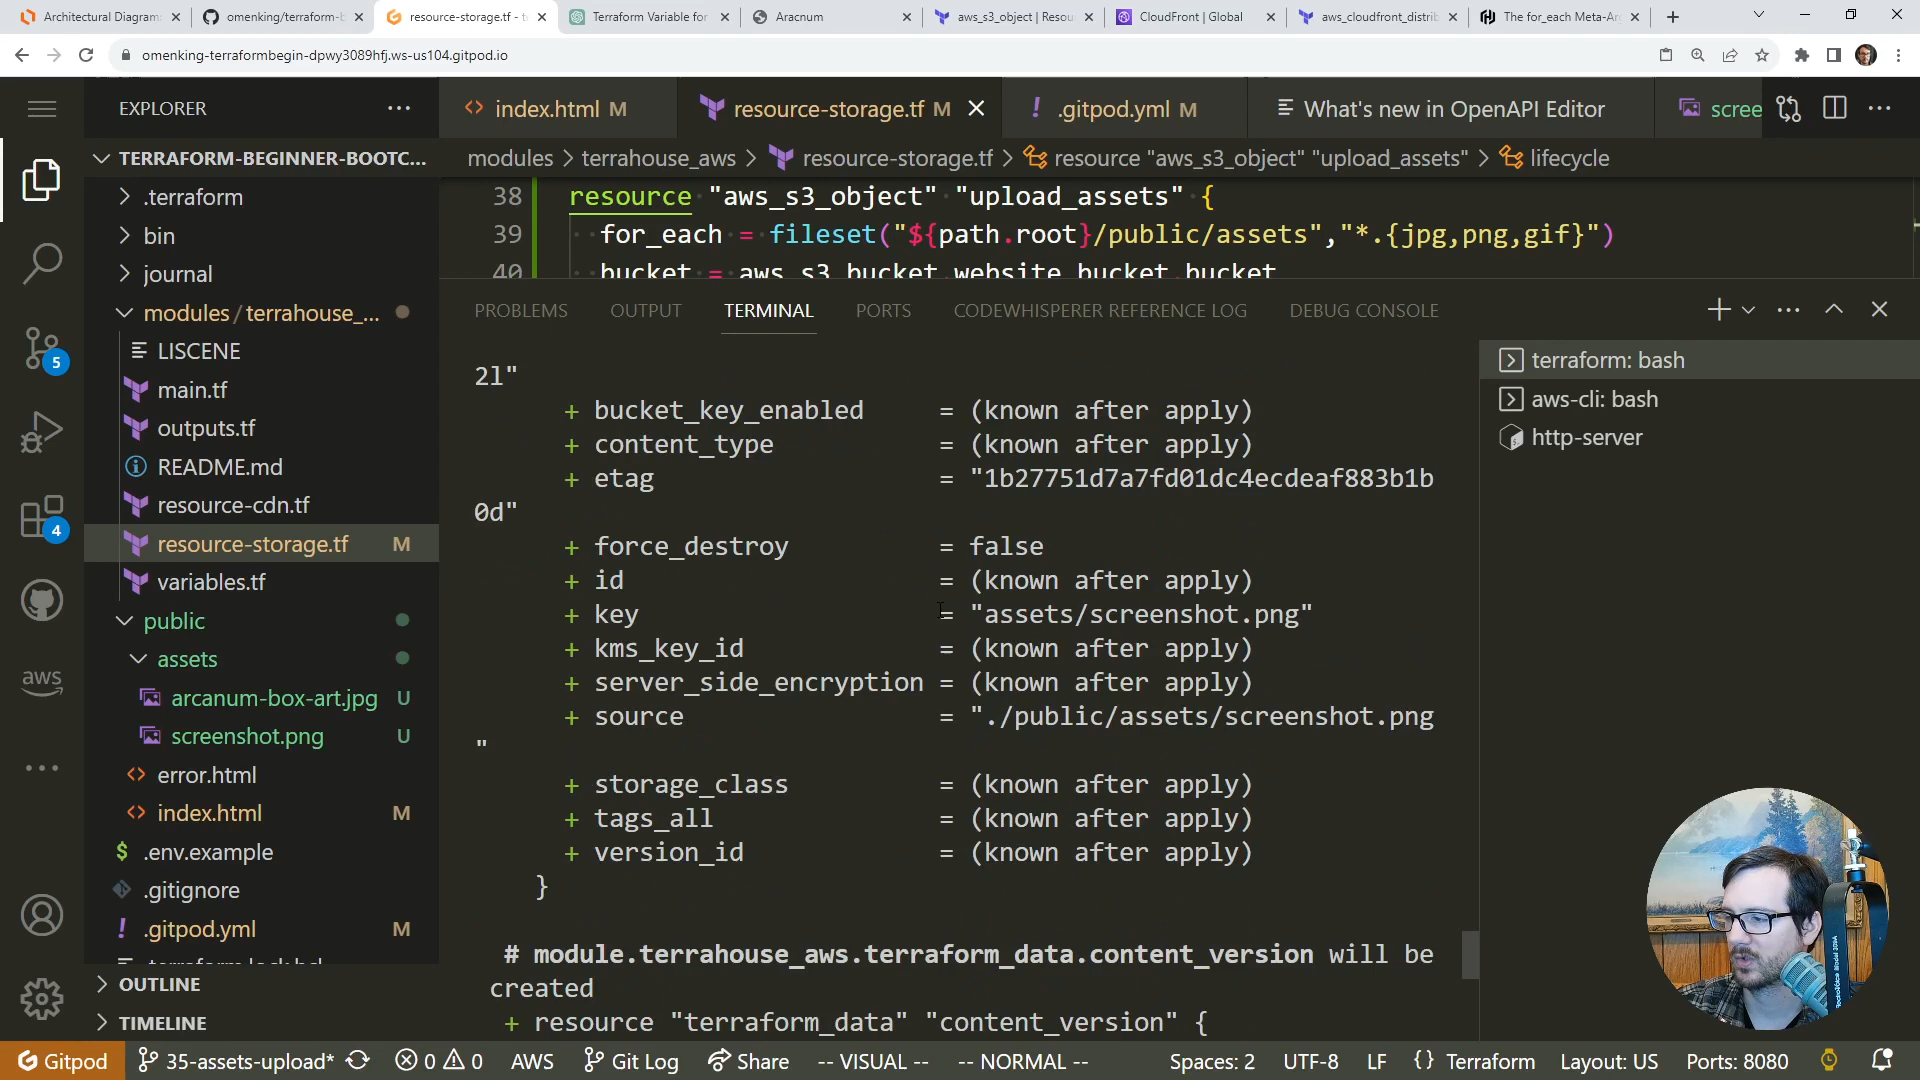 Architectural Diagram:
omenking/terraform-b
resource-storage.tf - t
Terraform Variable for
Aracnum
aws_s3_object | Resou
CloudFront | Global
aws_cloudfront_distrib
The for_each Meta-Ar
omenking-terraformbegin-dpwy3089hfj.ws-us104.gitpod.io
EXPLORER
index.html M
resource-storage.tf M
.gitpod.yml M
What's new in OpenAPI Editor
scree
TERRAFORM-BEGINNER-BOOTC...
modules > terrahouse_aws > resource-storage.tf > resource "aws_s3_object" "upload_assets" > lifecycle
.terraform
bin
journal
modules / terrahouse_...
LISCENE
main.tf
outputs.tf
README.md
resource-cdn.tf
resource-storage.tf M
variables.tf
public
assets
arcanum-box-art.jpg U
screenshot.png U
error.html
index.html M
.env.example
.gitignore
.gitpod.yml M
OUTLINE
TIMELINE
5
4
aws
38 resource "aws_s3_object" "upload_assets" {
39 for_each = fileset("${path.root}/public/assets","*.{jpg,png,gif}")
40 bucket = aws_s3_bucket.website_bucket.bucket
PROBLEMS OUTPUT TERMINAL PORTS CODEWHISPERER REFERENCE LOG DEBUG CONSOLE
2l"
+ bucket_key_enabled = (known after apply)
+ content_type = (known after apply)
+ etag = "1b27751d7a7fd01dc4ecdeaf883b1b
0d"
+ force_destroy = false
+ id = (known after apply)
+ key = "assets/screenshot.png"
+ kms_key_id = (known after apply)
+ server_side_encryption = (known after apply)
+ source = "./public/assets/screenshot.png
"
+ storage_class = (known after apply)
+ tags_all = (known after apply)
+ version_id = (known after apply)
}
# module.terrahouse_aws.terraform_data.content_version will be
created
+ resource "terraform_data" "content_version" {
terraform: bash
aws-cli: bash
http-server
Gitpod 35-assets-upload* 0 0 AWS Git Log Share -- VISUAL -- -- NORMAL -- Spaces: 2 UTF-8 LF {} Terraform Layout: US Ports: 8080